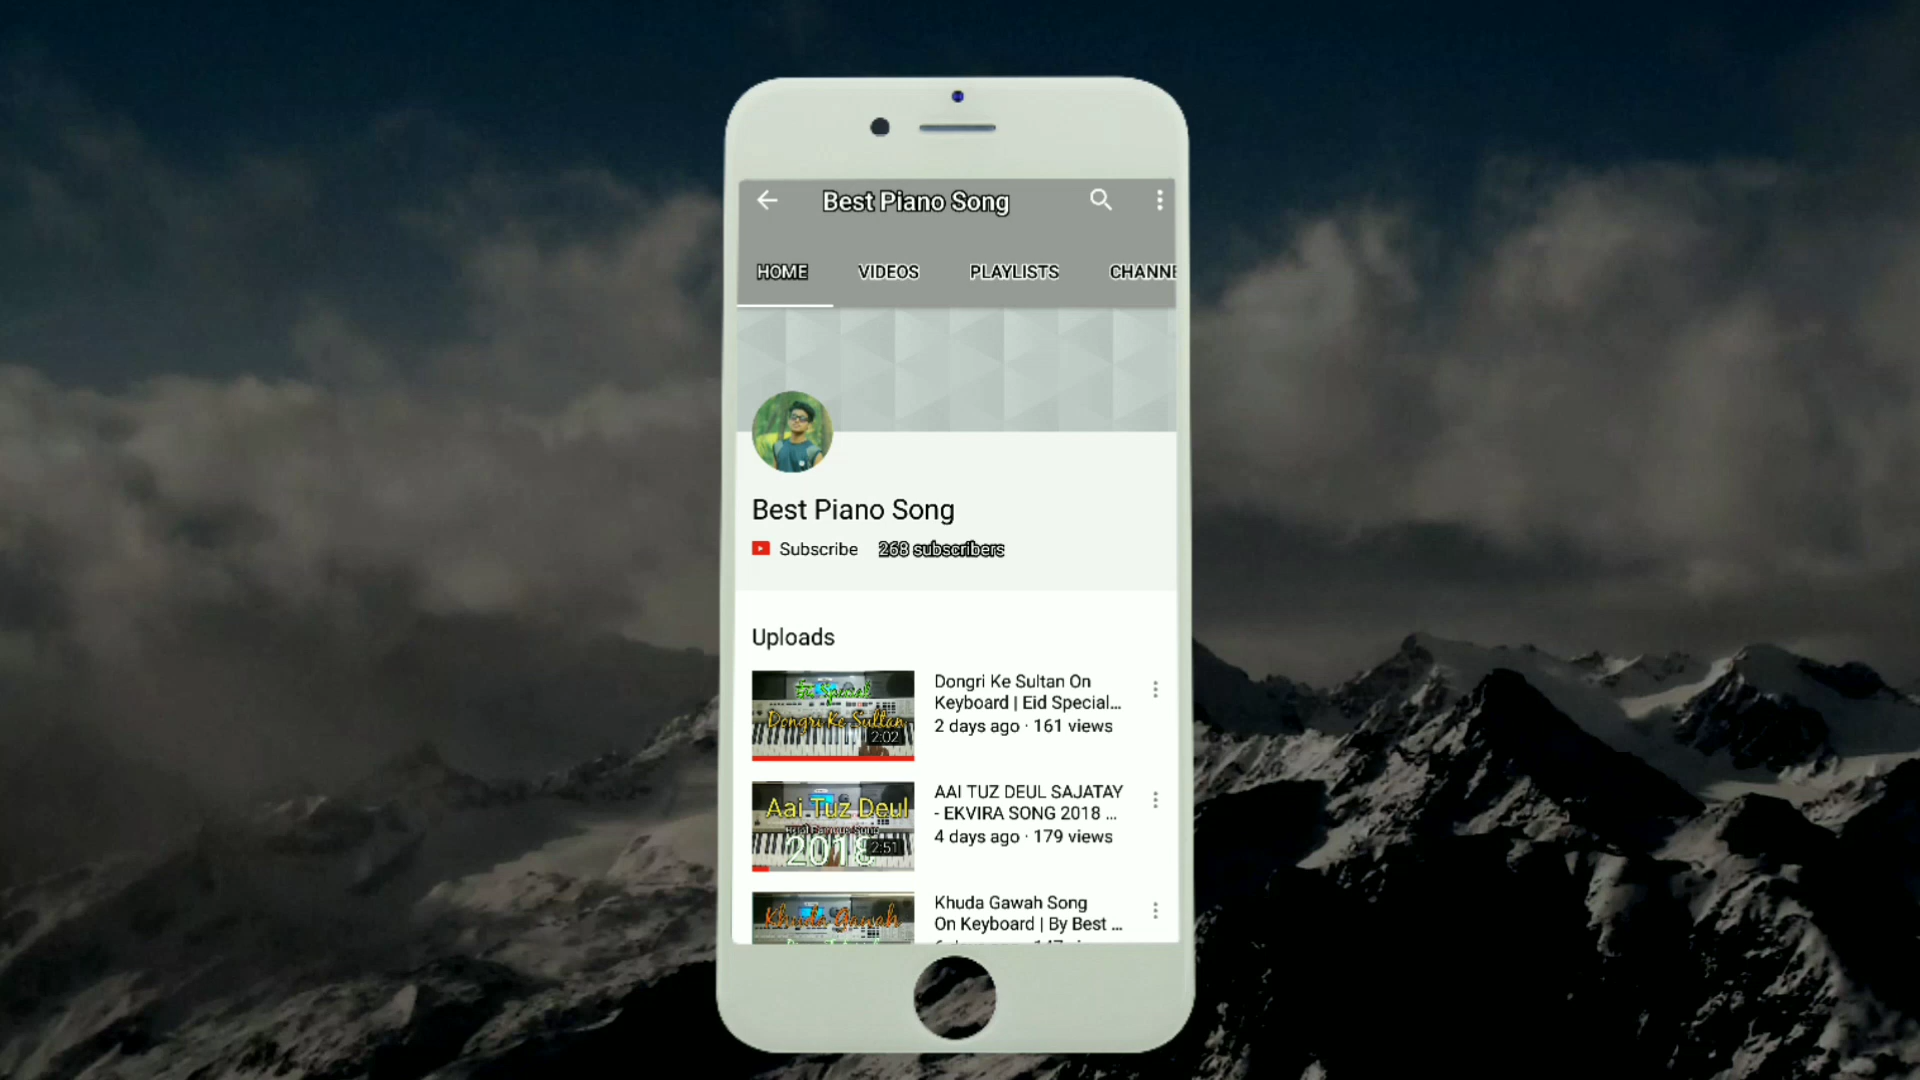 Best Piano Song
HOME VIDEOS PLAYLISTS CHANNE
Best Piano Song
Subscribe 268 subscribers
Uploads
Dongri Ke Sultan
2:02
Dongri Ke Sultan On
Keyboard | Eid Special...
2 days ago · 161 views
Aai Tuz Deul
2018
2:51
AAI TUZ DEUL SAJATAY
- EKVIRA SONG 2018 ...
4 days ago · 179 views
Khuda Gawah
Khuda Gawah Song
On Keyboard | By Best ...